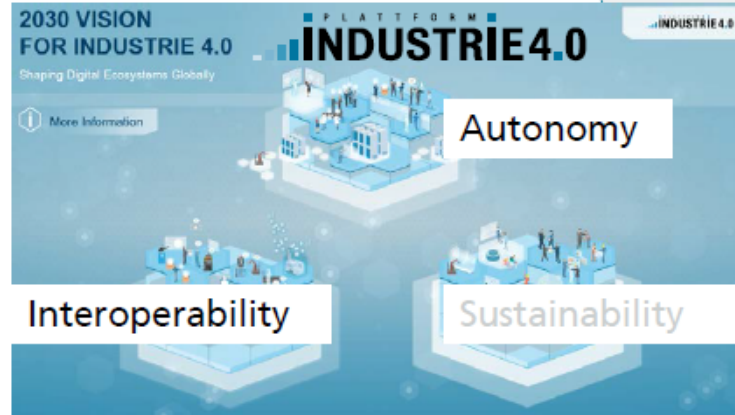 2030 VISION
FOR INDUSTRIE 4.0
Shaping Digital Ecosystems Globally
PLATTFORM
INDUSTRIE4.0
INDUSTRIE4.0
More Information
Autonomy
Interoperability
Sustainability